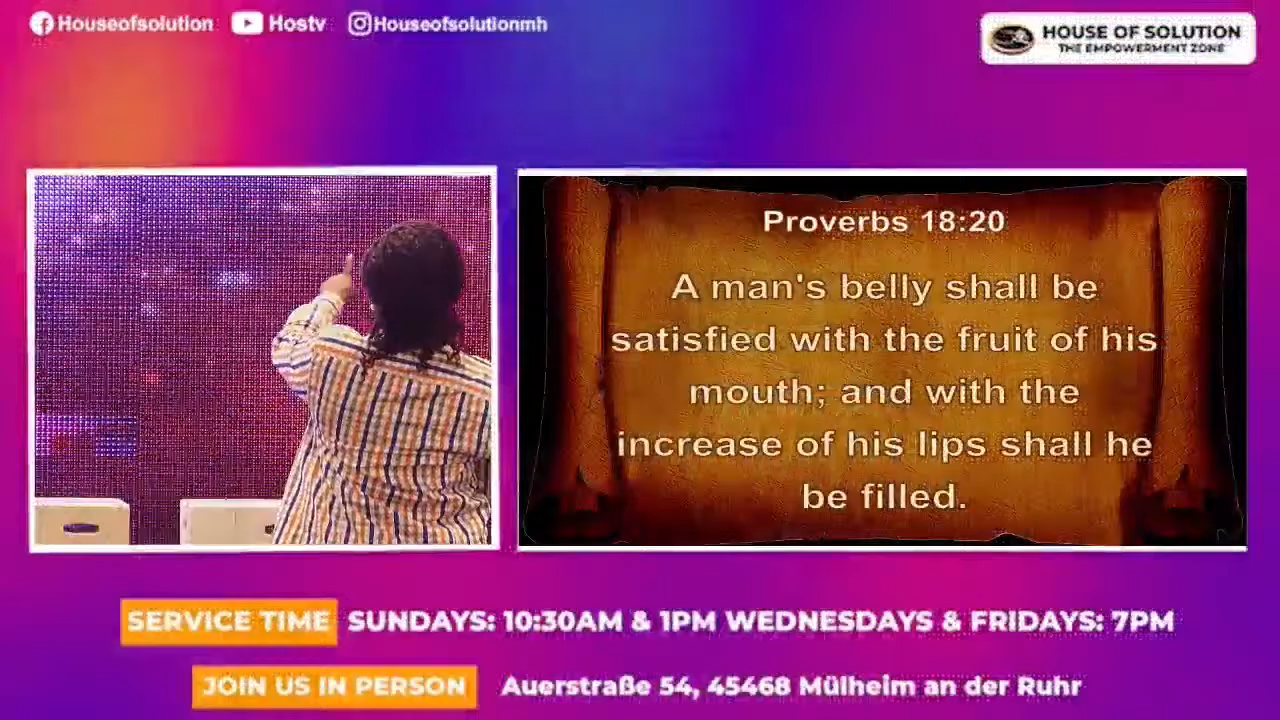 Houseofsolution Hostv Houseofsolutionmh
HOUSE OF SOLUTION
THE EMPOWERMENT ZONE
Proverbs 18:20
A man's belly shall be
satisfied with the fruit of his
mouth; and with the
increase of his lips shall he
be filled.
SERVICE TIME SUNDAYS: 10:30AM & 1PM WEDNESDAYS & FRIDAYS: 7PM
JOIN US IN PERSON Auerstraße 54, 45468 Mülheim an der Ruhr